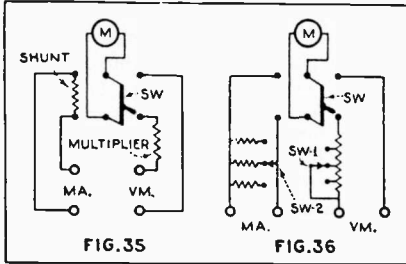 M
SHUNT
SW
MULTIPLIER
MA.
VM.
FIG.35
M
SW
SW-1
SW-2
MA.
VM.
FIG.36